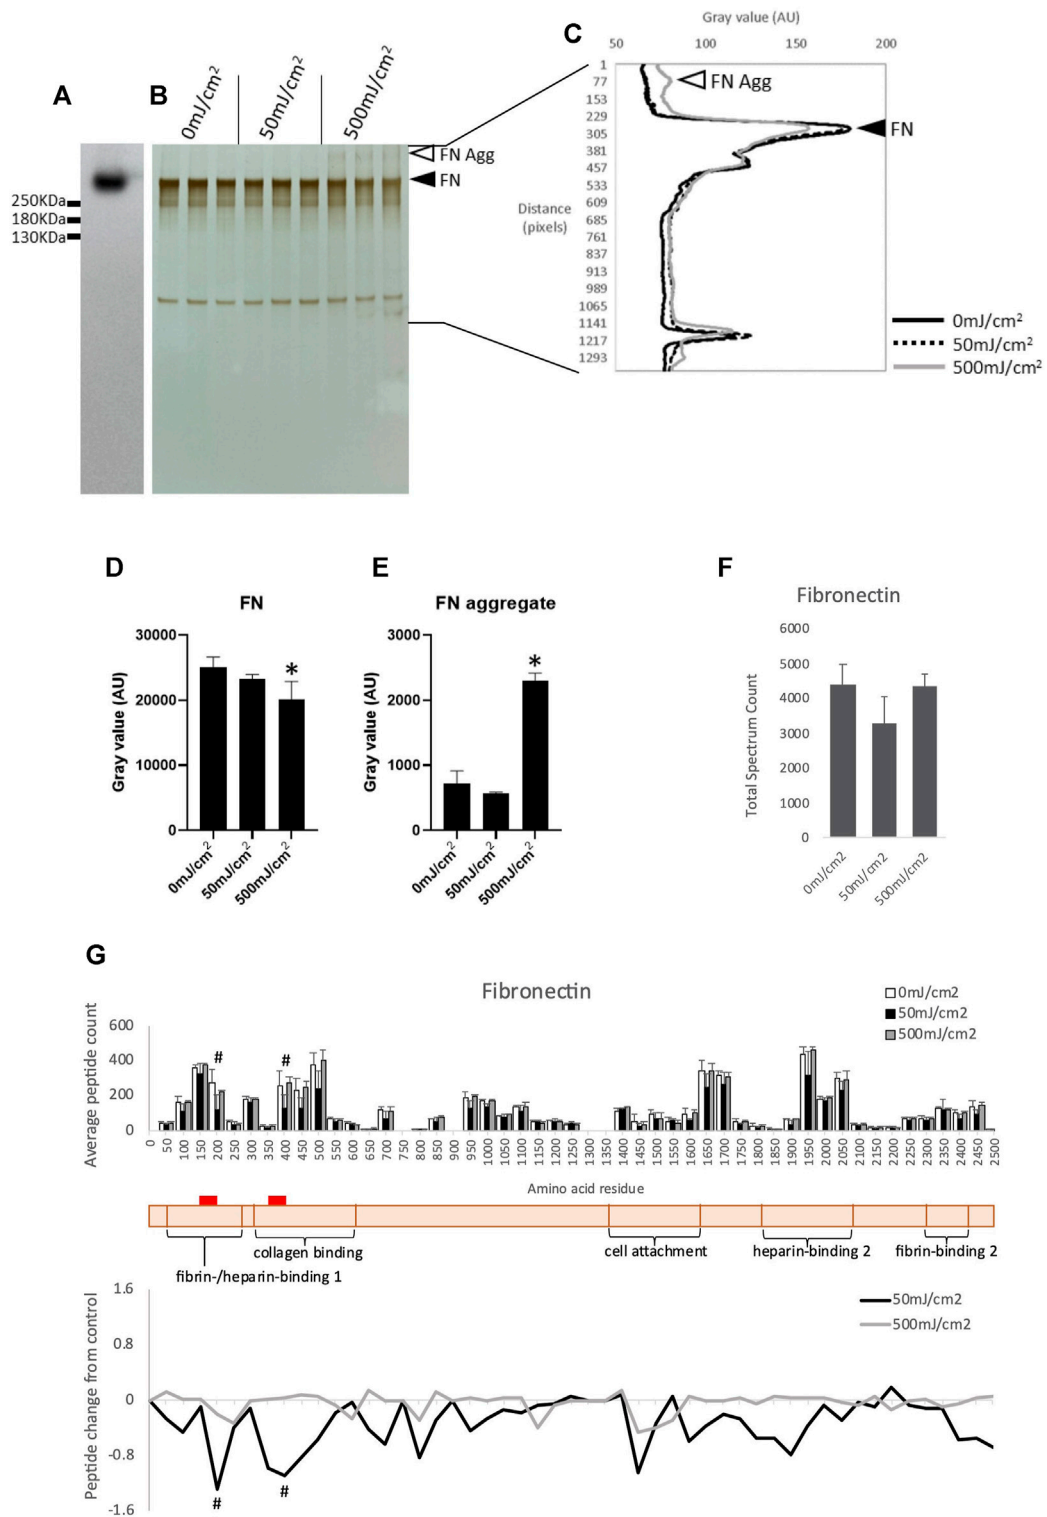 A
B
0mJ/cm2
50mJ/cm2
500mJ/cm2
FN Agg
FN
250KDa
180KDa
130KDa
C
Gray value (AU)
50 100 150 200
1
77
153
229
305
381
457
533
609
685
761
837
913
989
1065
1141
1217
1293
Distance
(pixels)
FN Agg
FN
0mJ/cm2
50mJ/cm2
500mJ/cm2
D
FN
Gray value (AU)
30000
20000
10000
0
*
0mJ/cm2
50mJ/cm2
500mJ/cm2
E
FN aggregate
Gray value (AU)
3000
2000
1000
0
*
0mJ/cm2
50mJ/cm2
500mJ/cm2
F
Fibronectin
Total Spectrum Count
6000
5000
4000
3000
2000
1000
0
0mJ/cm2
50mJ/cm2
500mJ/cm2
G
Fibronectin
0mJ/cm2
50mJ/cm2
500mJ/cm2
Average peptide count
600
400
200
0
# #
0 50 100 150 200 250 300 350 400 450 500 550 600 650 700 750 800 850 900 950 1000 1050 1100 1150 1200 1250 1300 1350 1400 1450 1500 1550 1600 1650 1700 1750 1800 1850 1900 1950 2000 2050 2100 2150 2200 2250 2300 2350 2400 2450 2500
Amino acid residue
collagen binding
cell attachment
heparin-binding 2
fibrin-binding 2
fibrin-/heparin-binding 1
Peptide change from control
1.6
0.8
0
-0.8
-1.6
50mJ/cm2
500mJ/cm2
# #